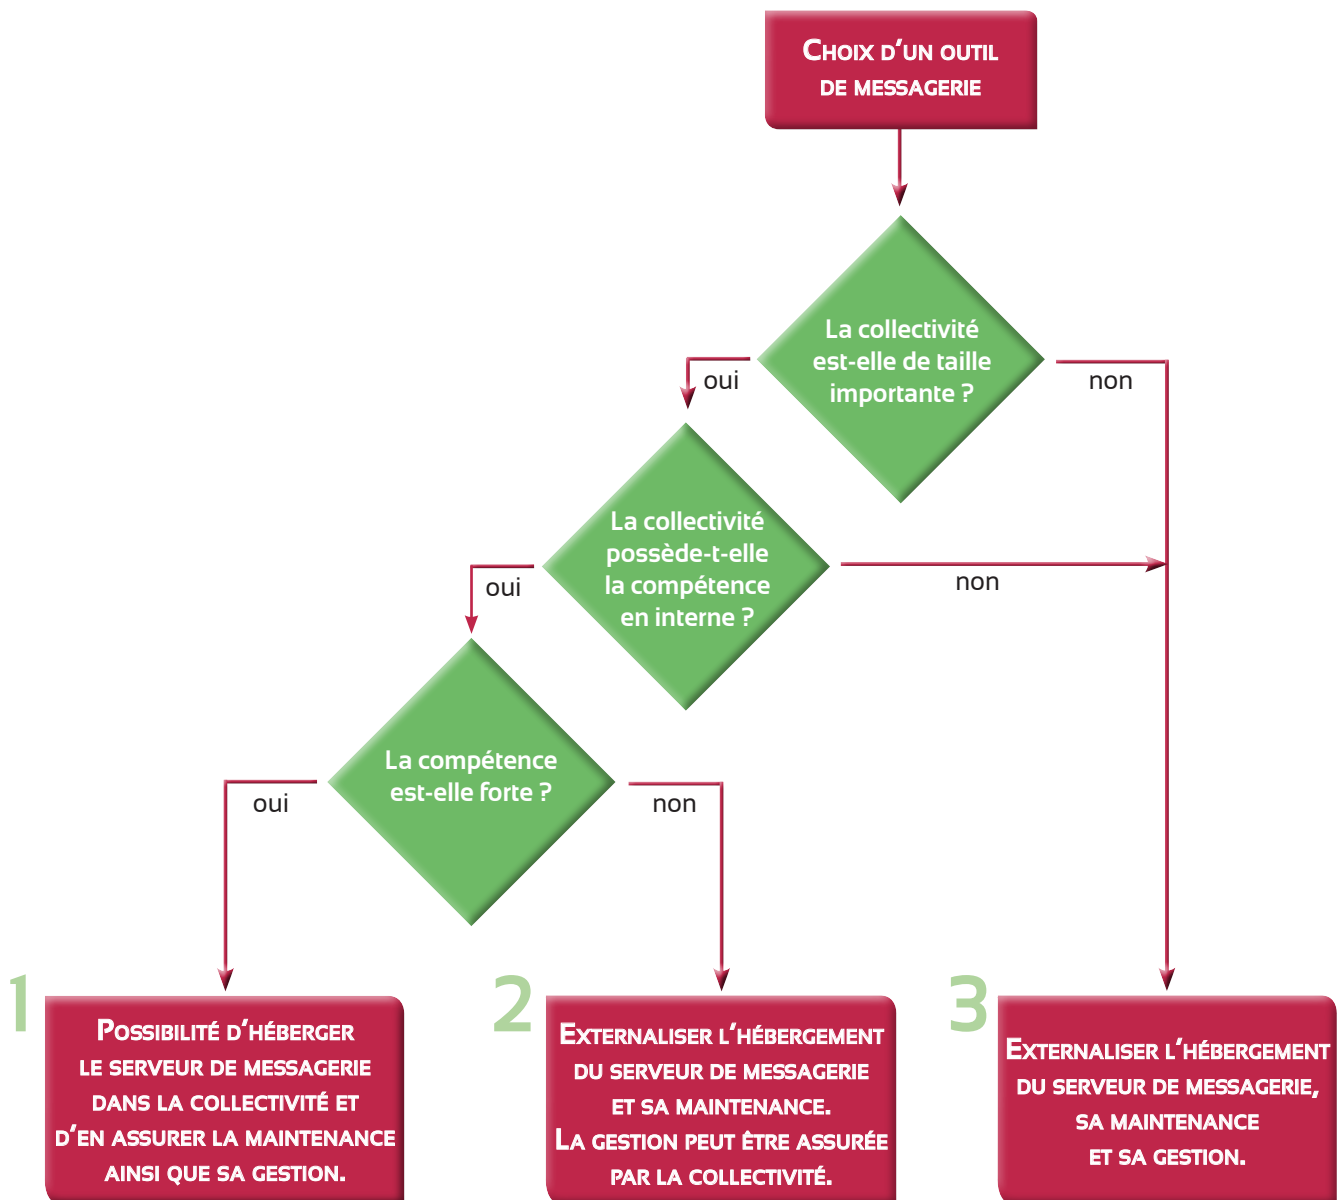 Choix d'un outil
de messagerie
La collectivité
est-elle de taille
importante ?
oui
non
La collectivité
possède-t-elle
la compétence
en interne ?
oui
non
La compétence
est-elle forte ?
oui
non
1
Possibilité d'héberger
le serveur de messagerie
dans la collectivité et
d'en assurer la maintenance
ainsi que sa gestion.
2
Externaliser l'hébergement
du serveur de messagerie
et sa maintenance.
La gestion peut être assurée
par la collectivité.
3
Externaliser l'hébergement
du serveur de messagerie,
sa maintenance
et sa gestion.